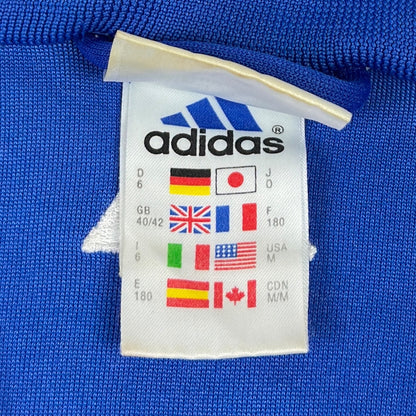 adidas®
D J
6 O
GB F
40/42 180
I USA
6 M
E CDN
180 M/M